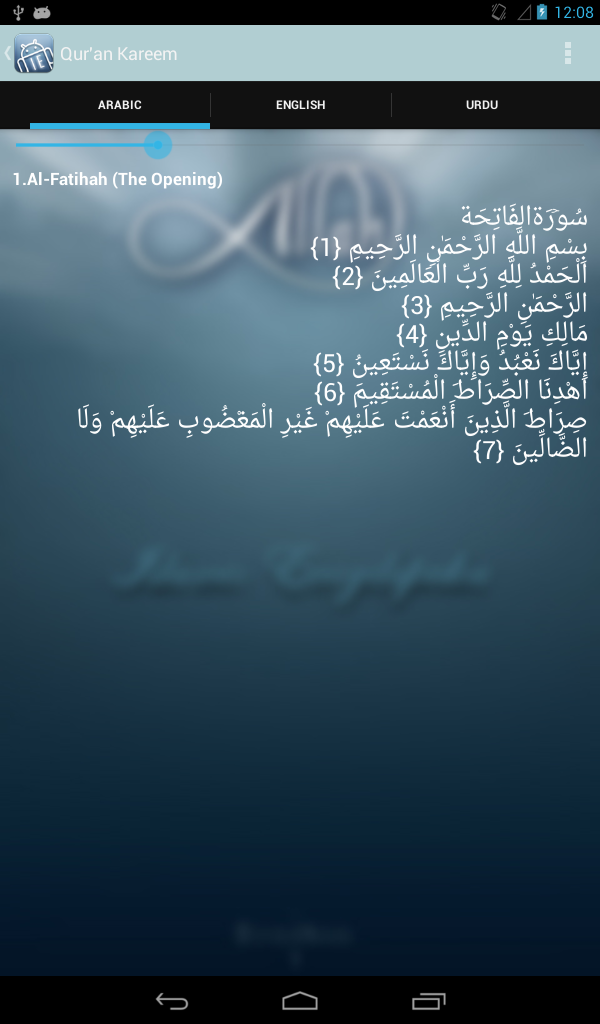 12:08
Qur'an Kareem
ARABIC ENGLISH URDU
Allah
1.Al-Fatihah (The Opening)
سُورَةالفَاتِحَة
بِسْمِ اللَّهِ الرَّحْمَٰنِ الرَّحِيمِ {1}
الْحَمْدُ لِلَّهِ رَبِّ الْعَالَمِينَ {2}
الرَّحْمَٰنِ الرَّحِيمِ {3}
مَالِكِ يَوْمِ الدِّينِ {4}
إِيَّاكَ نَعْبُدُ وَإِيَّاكَ نَسْتَعِينُ {5}
اهْدِنَا الصِّرَاطَ الْمُسْتَقِيمَ {6}
صِرَاطَ الَّذِينَ أَنْعَمْتَ عَلَيْهِمْ غَيْرِ الْمَغْضُوبِ عَلَيْهِمْ وَلَا
الضَّالِّينَ {7}